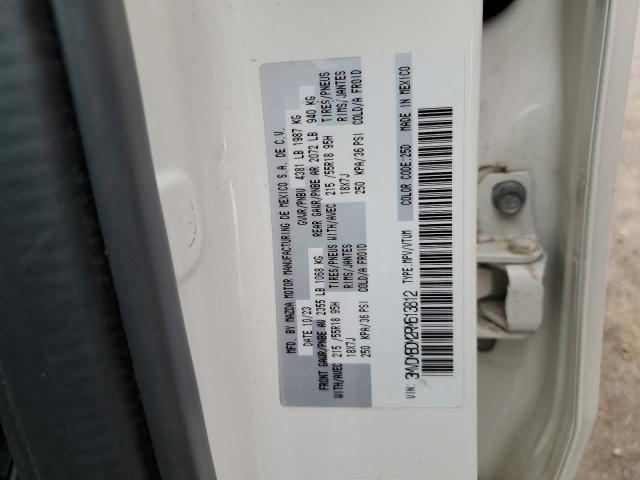 MFD. BY MAZDA MOTOR MANUFACTURING DE MEXICO S.A. DE C.V.
DATE: 10/23 GVWR/PNBV 4381 LB 1987 KG
FRONT GAWR/PNBE AV 2355 LB 1068 KG REAR GAWR/PNBE AR 2072 LB 940 KG
WITH/AVEC 215 /55R18 95H TIRES/PNEUS WITH/AVEC 215 /55R18 95H TIRES/PNEUS
18X7J RIMS/JANTES 18X7J RIMS/JANTES
250 KPA/36 PSI COLD/A FROID 250 KPA/36 PSI COLD/A FROID
VIN: TYPE:MPV/VTUM COLOR CODE:25D MADE IN MEXICO